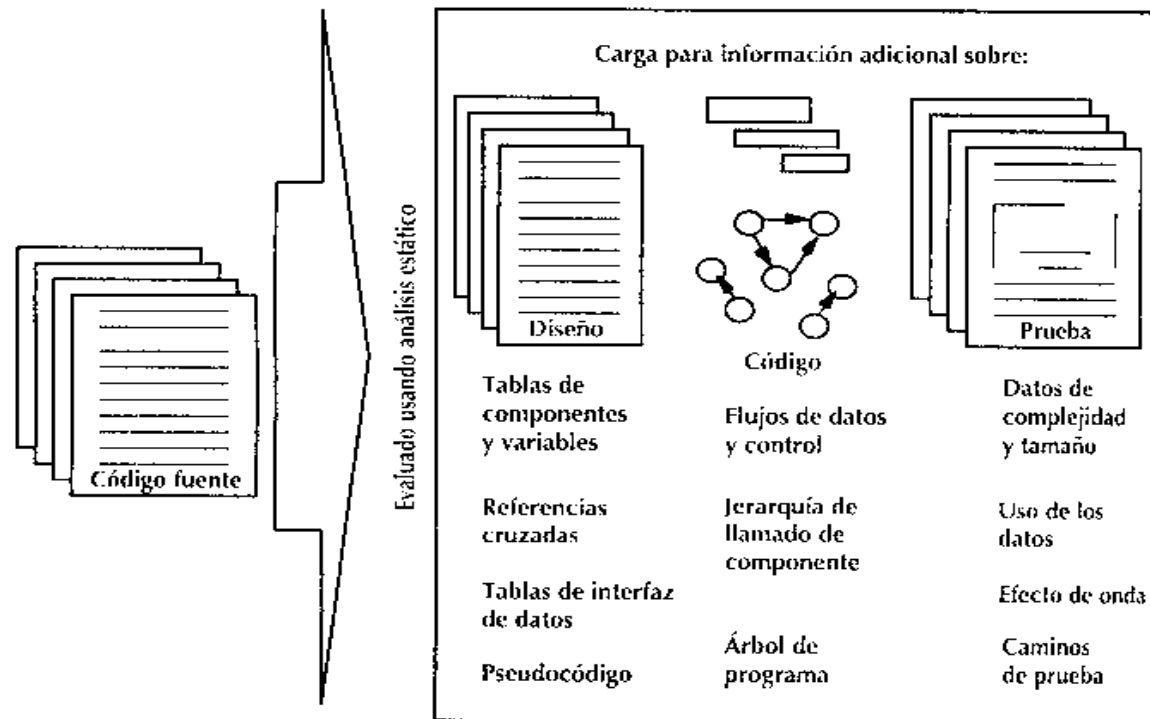 Carga para información adicional sobre:
Evaluado usando análisis estático
Código fuente
Diseño
Tablas de
componentes
y variables
Referencias
cruzadas
Tablas de interfaz
de datos
Pseudocódigo
Código
Flujos de datos
y control
Jerarquía de
llamado de
componente
Árbol de
programa
Prueba
Datos de
complejidad
y tamaño
Uso de los
datos
Efecto de onda
Caminos
de prueba